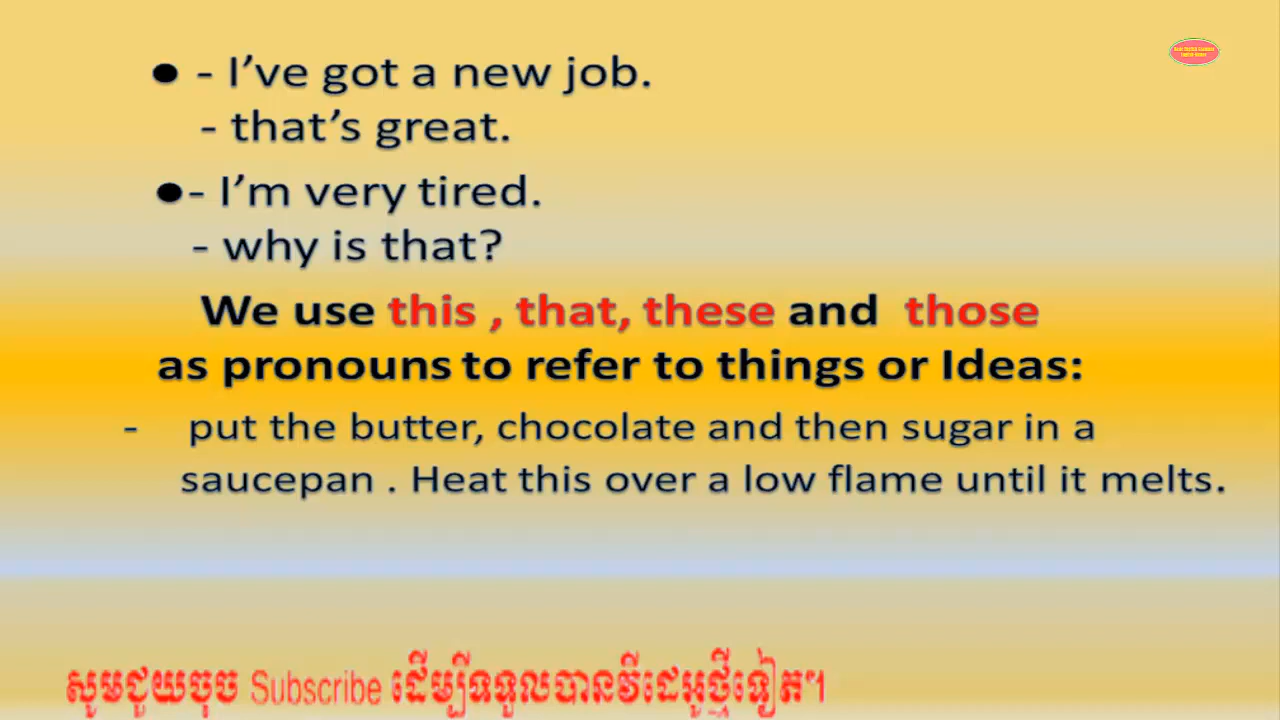 ● - I’ve got a new job.
- that’s great.
●- I’m very tired.
- why is that?
We use this , that, these and those
as pronouns to refer to things or Ideas:
- put the butter, chocolate and then sugar in a
saucepan . Heat this over a low flame until it melts.
សូមជួយចុច Subscribe ដើម្បីទទួលបានវីដេអូថ្មីទៀតៗ